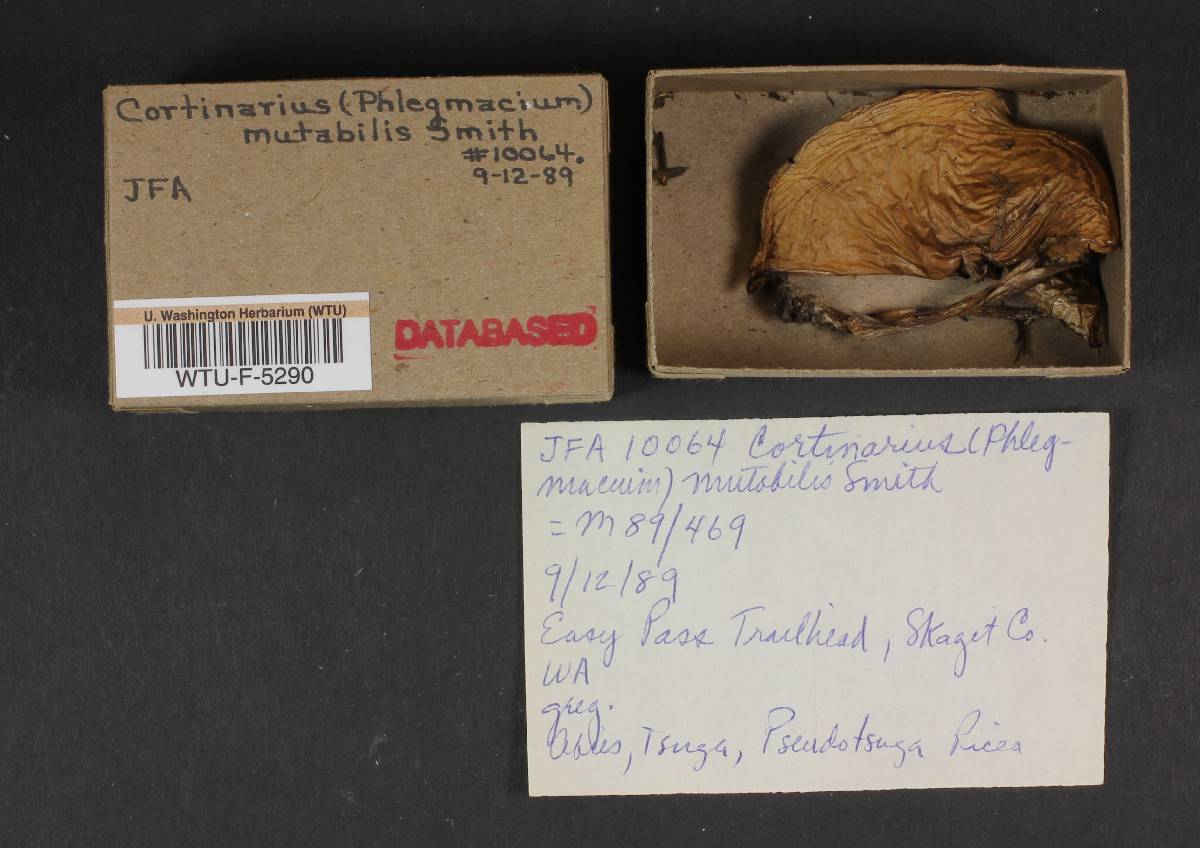 Cortinarius (Phlegmacium)
mutabilis Smith
#10064.
9-12-89
JFA
U. Washington Herbarium (WTU)
WTU-F-5290
DATABASED
JFA 10064 Cortinarius (Phleg-
macium) mutabilis Smith
= M 89/469
9/12/89
Easy Pass Trailhead, Skagit Co.
WA
greg.
Abies, Tsuga, Pseudotsuga Picea